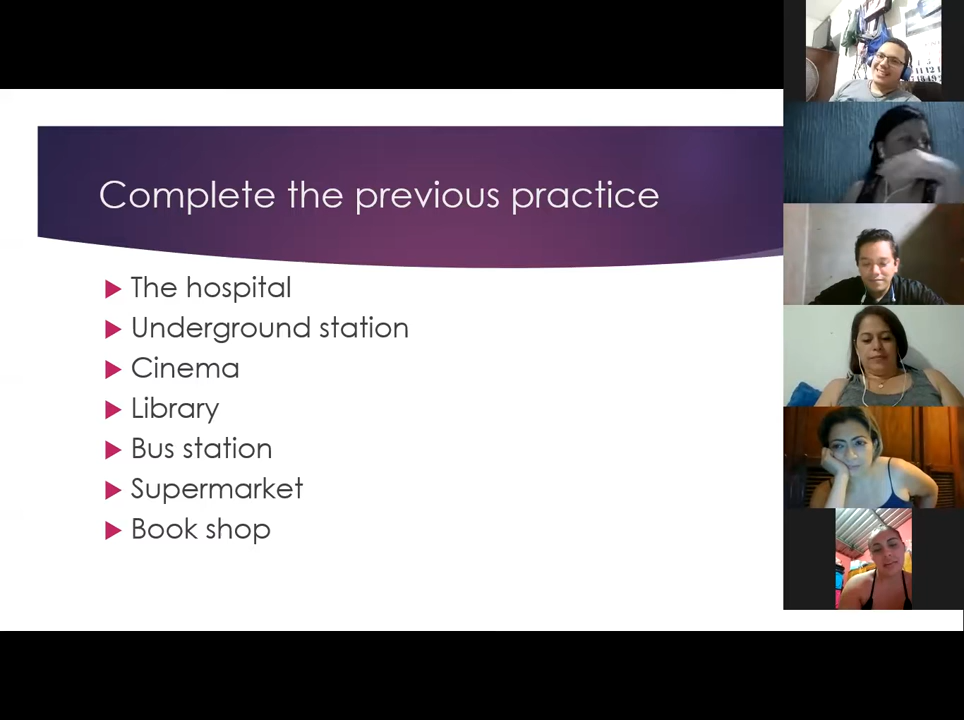 Complete the previous practice
The hospital
Underground station
Cinema
Library
Bus station
Supermarket
Book shop